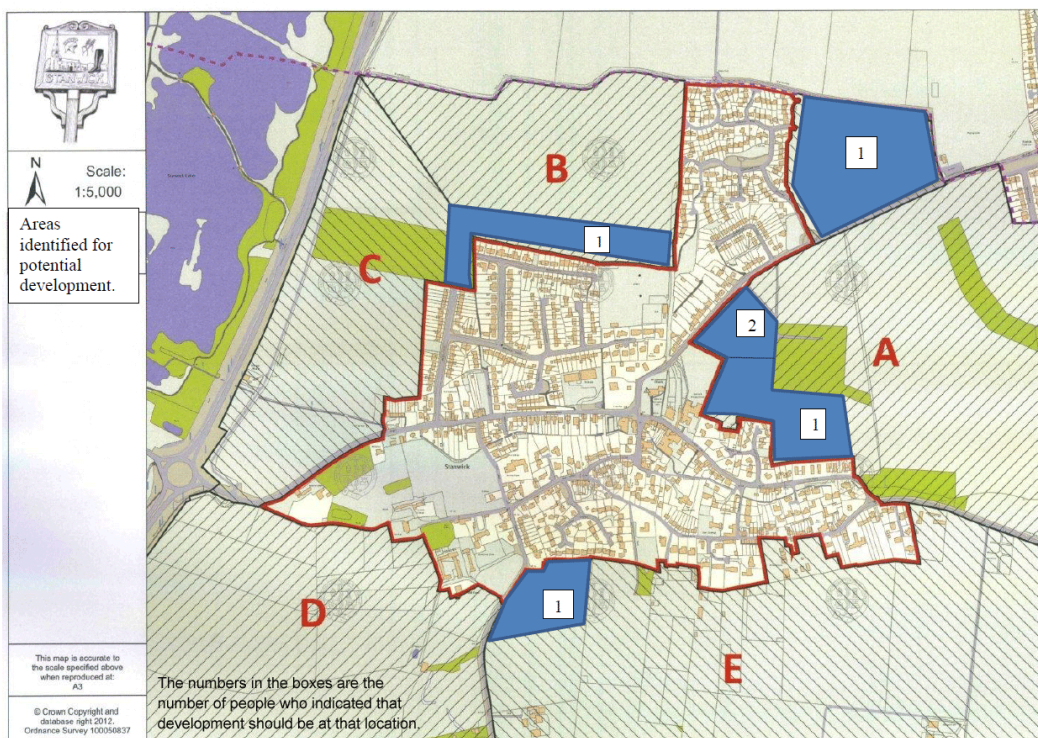 STANWICK
N
Scale:
1:5,000
Areas
identified for
potential
development.
B
1
1
C
2
A
1
Stanwick
1
D
E
The numbers in the boxes are the
number of people who indicated that
development should be at that location.
This map is accurate to
the scale specified above
when reproduced at:
A3
© Crown Copyright and
database right 2012.
Ordnance Survey 100050837